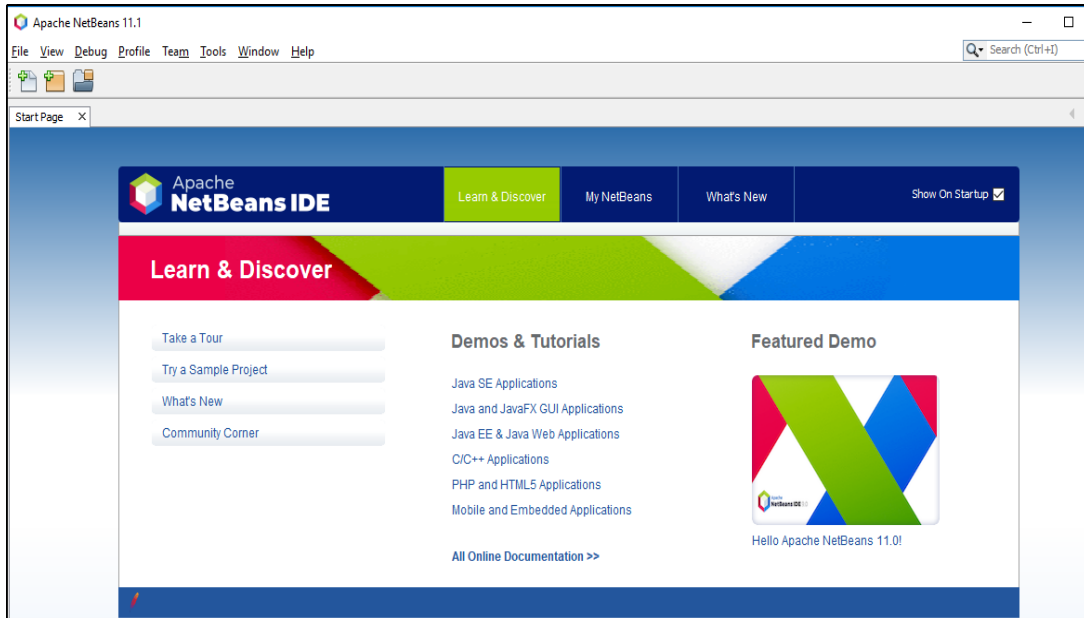 Apache NetBeans 11.1
File View Debug Profile Team Tools Window Help
Search (Ctrl+I)
Start Page
Apache
NetBeans IDE
Learn & Discover
My NetBeans
What's New
Show On Startup
Learn & Discover
Take a Tour
Try a Sample Project
What's New
Community Corner
Demos & Tutorials
Java SE Applications
Java and JavaFX GUI Applications
Java EE & Java Web Applications
C/C++ Applications
PHP and HTML5 Applications
Mobile and Embedded Applications
All Online Documentation >>
Featured Demo
Apache
NetBeans IDE
Hello Apache NetBeans 11.0!